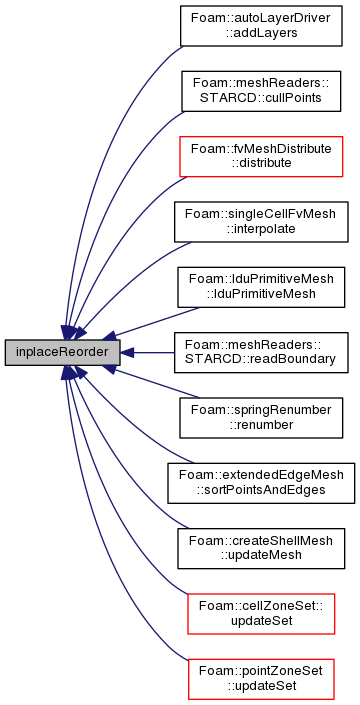 Foam::autoLayerDriver
::addLayers
Foam::meshReaders::
STARCD::cullPoints
Foam::fvMeshDistribute
::distribute
Foam::singleCellFvMesh
::interpolate
Foam::lduPrimitiveMesh
::lduPrimitiveMesh
inplaceReorder
Foam::meshReaders::
STARCD::readBoundary
Foam::springRenumber
::renumber
Foam::extendedEdgeMesh
::sortPointsAndEdges
Foam::createShellMesh
::updateMesh
Foam::cellZoneSet::
updateSet
Foam::pointZoneSet
::updateSet